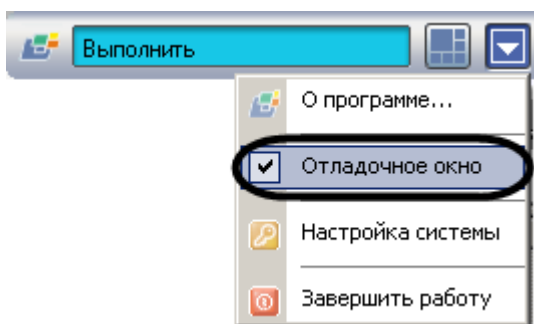 Выполнить
О программе...
Отладочное окно
Настройка системы
Завершить работу